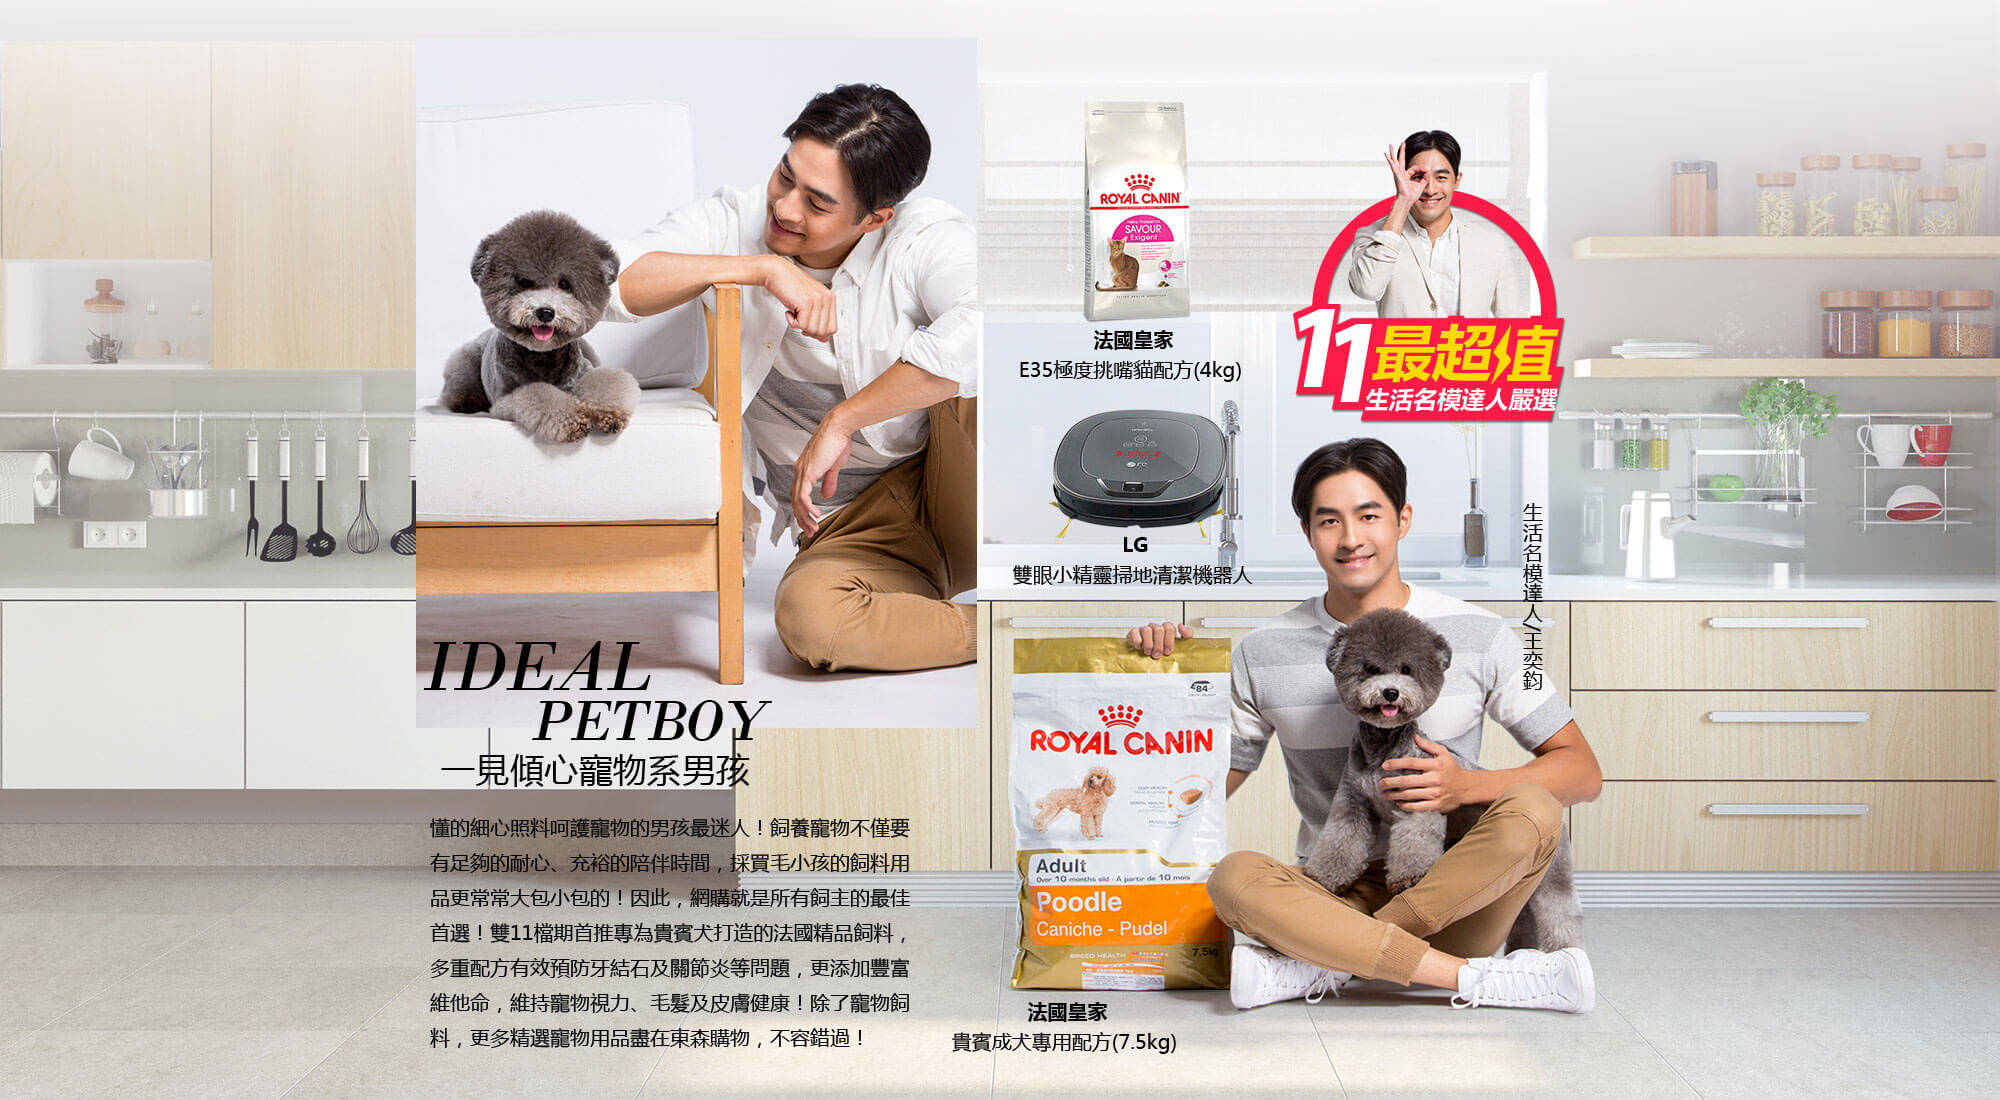 IDEAL
PETBOY
一見傾心寵物系男孩
懂的細心照料呵護寵物的男孩最迷人！飼養寵物不僅要
有足夠的耐心、充裕的陪伴時間，採買毛小孩的飼料用
品更常常大包小包的！因此，網購就是所有飼主的最佳
首選！雙11檔期首推專為貴賓犬打造的法國精品飼料，
多重配方有效預防牙結石及關節炎等問題，更添加豐富
維他命，維持寵物視力、毛髮及皮膚健康！除了寵物飼
料，更多精選寵物用品盡在東森購物，不容錯過！
ROYAL CANIN
SAVOUR
Exigent
法國皇家
E35極度挑嘴貓配方(4kg)
LG
雙眼小精靈掃地清潔機器人
84
ROYAL CANIN
Adult
Over 10 months old - A partir de 10 mois
Poodle
Caniche - Pudel
BREED HEALTH
7,5kg
法國皇家
貴賓成犬專用配方(7.5kg)
11最超值
生活名模達人嚴選
生活名模達人/王奕鈞